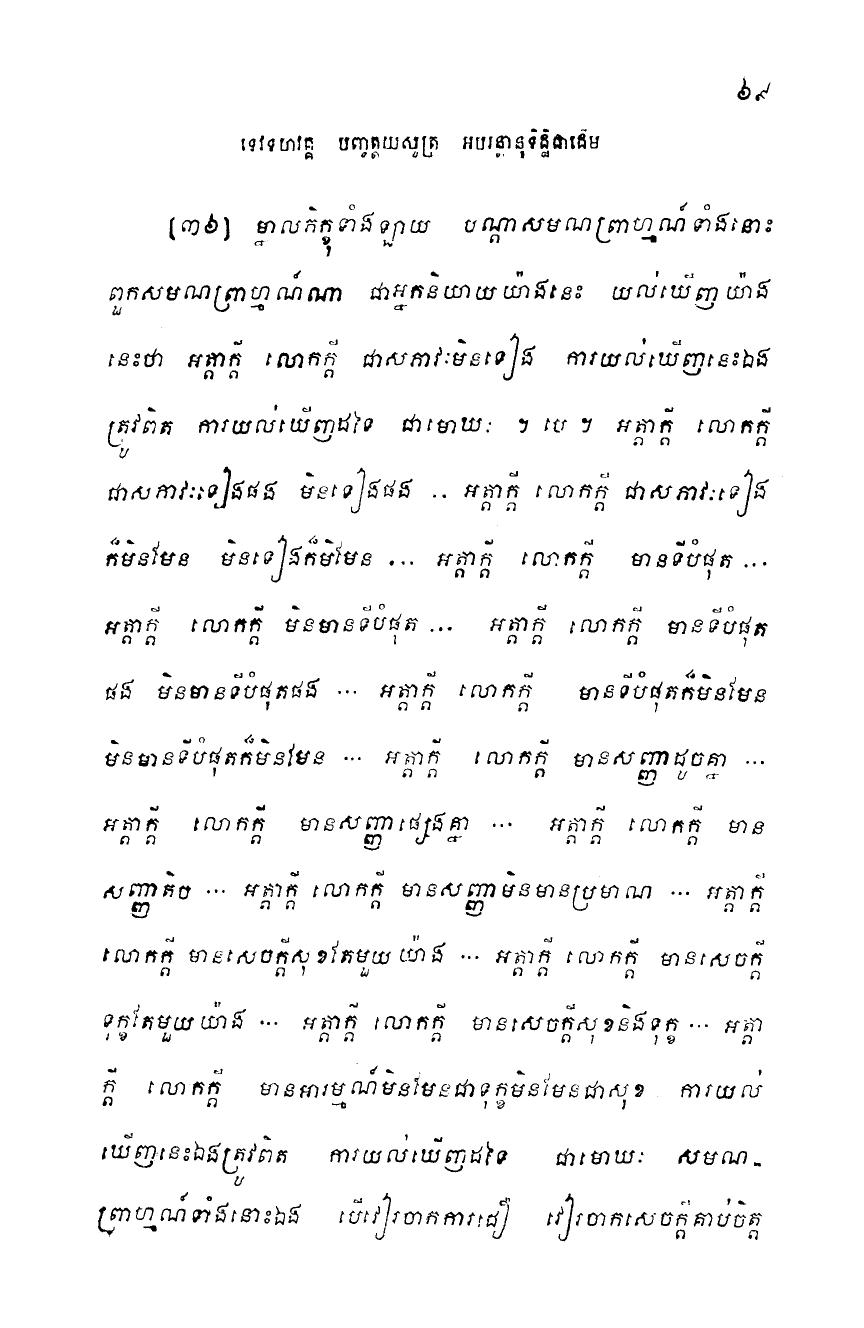 ៦៩
ទេវទហវគ្គ បញ្ចត្តយសូត្រ អបរន្តានុទិដ្ឋិជាដើម
[៣៦] ម្នាលភិក្ខុទាំងឡាយ បណ្តាសមណព្រាហ្មណ៍ទាំងនោះ
ពួកសមណព្រាហ្មណ៍ណា ជាអ្នកនិយាយយ៉ាងនេះ យល់ឃើញយ៉ាង
នេះថា អត្តាក្តី លោកក្តី ជាសភាវៈមិនទៀង ការយល់ឃើញនេះឯង
ត្រូវពិត ការយល់ឃើញដទៃ ជាមោឃៈ ។ បេ ។ អត្តាក្តី លោកក្តី
ជាសភាវៈទៀងផង មិនទៀងផង .. អត្តាក្តី លោកក្តី ជាសភាវៈទៀង
ក៏មិនមែន មិនទៀងក៏មិមែន ... អត្តាក្តី លោកក្តី មានទីបំផុត ...
អត្តាក្តី លោកក្តី មិនមានទីបំផុត ... អត្តាក្តី លោកក្តី មានទីបំផុត
ផង មិនមានទីបំផុតផង ... អត្តាក្តី លោកក្តី មានទីបំផុតក៏មិនមែន
មិនមានទីបំផុតក៏មិនមែន ... អត្តាក្តី លោកក្តី មានសញ្ញាដូចគ្នា ...
អត្តាក្តី លោកក្តី មានសញ្ញាផ្សេងគ្នា ... អត្តាក្តី លោកក្តី មាន
សញ្ញាតិច ... អត្តាក្តី លោកក្តី មានសញ្ញាមិនមានប្រមាណ ... អត្តាក្តី
លោកក្តី មានសេចក្តីសុខតែមួយយ៉ាង ... អត្តាក្តី លោកក្តី មានសេចក្តី
ទុក្ខតែមួយយ៉ាង ... អត្តាក្តី លោកក្តី មានសេចក្តីសុខនិងទុក្ខ ... អត្តា
ក្តី លោកក្តី មានអារម្មណ៍មិនមែនជាទុក្ខមិនមែនជាសុខ ការយល់
ឃើញនេះឯងត្រូវពិត ការយល់ឃើញដទៃ ជាមោឃៈ សមណ-
ព្រាហ្មណ៍ទាំងនោះឯង បើវៀរចាកការជឿ វៀរចាកសេចក្តីគាប់ចិត្ត